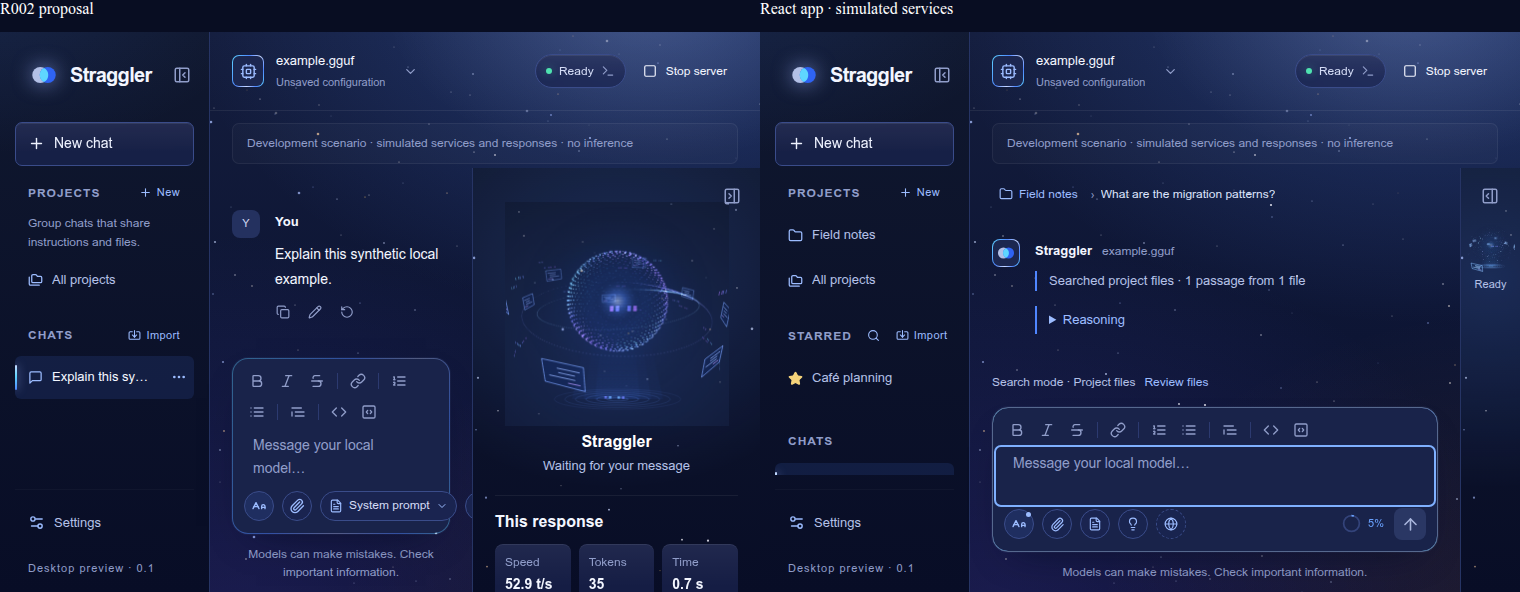 R002 proposal
Straggler
New chat
PROJECTS
New
Group chats that share
instructions and files.
All projects
CHATS
Import
Explain this sy…
Settings
Desktop preview · 0.1
example.gguf
Unsaved configuration
Ready
Stop server
Development scenario · simulated services and responses · no inference
Y
You
Explain this synthetic local
example.
Message your local
model…
Aa
System prompt
Models can make mistakes. Check
important information.
Straggler
Waiting for your message
This response
Speed
52.9 t/s
Tokens
35
Time
0.7 s
React app · simulated services
Straggler
New chat
PROJECTS
New
Field notes
All projects
STARRED
Import
Café planning
CHATS
Settings
Desktop preview · 0.1
example.gguf
Unsaved configuration
Ready
Stop server
Development scenario · simulated services and responses · no inference
Field notes › What are the migration patterns?
Straggler example.gguf
Searched project files · 1 passage from 1 file
Reasoning
Search mode · Project files Review files
Message your local model…
Aa
5%
Models can make mistakes. Check important information.
Ready